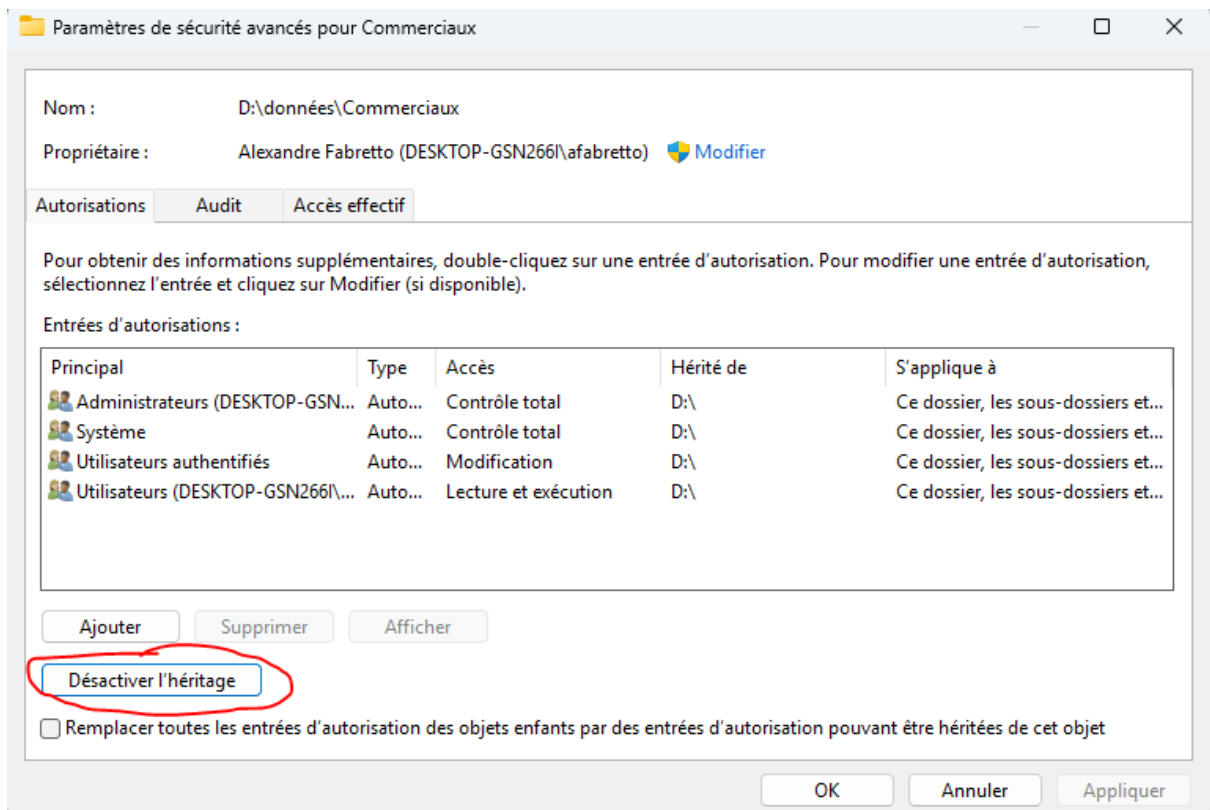 Paramètres de sécurité avancés pour Commerciaux
Nom : D:\données\Commerciaux
Propriétaire : Alexandre Fabretto (DESKTOP-GSN266I\afabretto) Modifier
Autorisations Audit Accès effectif
Pour obtenir des informations supplémentaires, double-cliquez sur une entrée d'autorisation. Pour modifier une entrée d'autorisation,
sélectionnez l'entrée et cliquez sur Modifier (si disponible).
Entrées d'autorisations :
Principal Type Accès Hérité de S'applique à
Administrateurs (DESKTOP-GSN... Auto... Contrôle total D:\ Ce dossier, les sous-dossiers et...
Système Auto... Contrôle total D:\ Ce dossier, les sous-dossiers et...
Utilisateurs authentifiés Auto... Modification D:\ Ce dossier, les sous-dossiers et...
Utilisateurs (DESKTOP-GSN266I\... Auto... Lecture et exécution D:\ Ce dossier, les sous-dossiers et...
Ajouter Supprimer Afficher
Désactiver l'héritage
Remplacer toutes les entrées d'autorisation des objets enfants par des entrées d'autorisation pouvant être héritées de cet objet
OK Annuler Appliquer